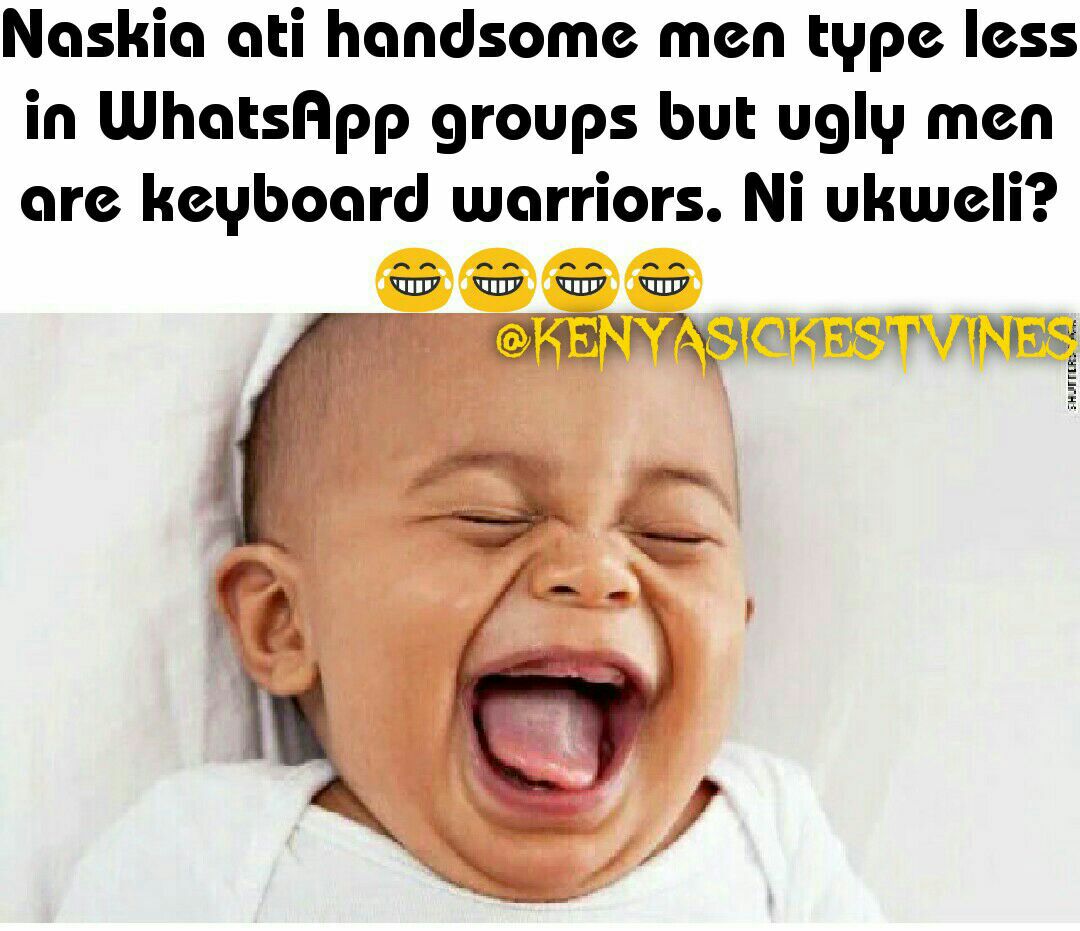 Naskia ati handsome men type less
in WhatsApp groups but ugly men
are keyboard warriors. Ni ukweli?
😂😂😂😂
@KENYASICKESTVINES